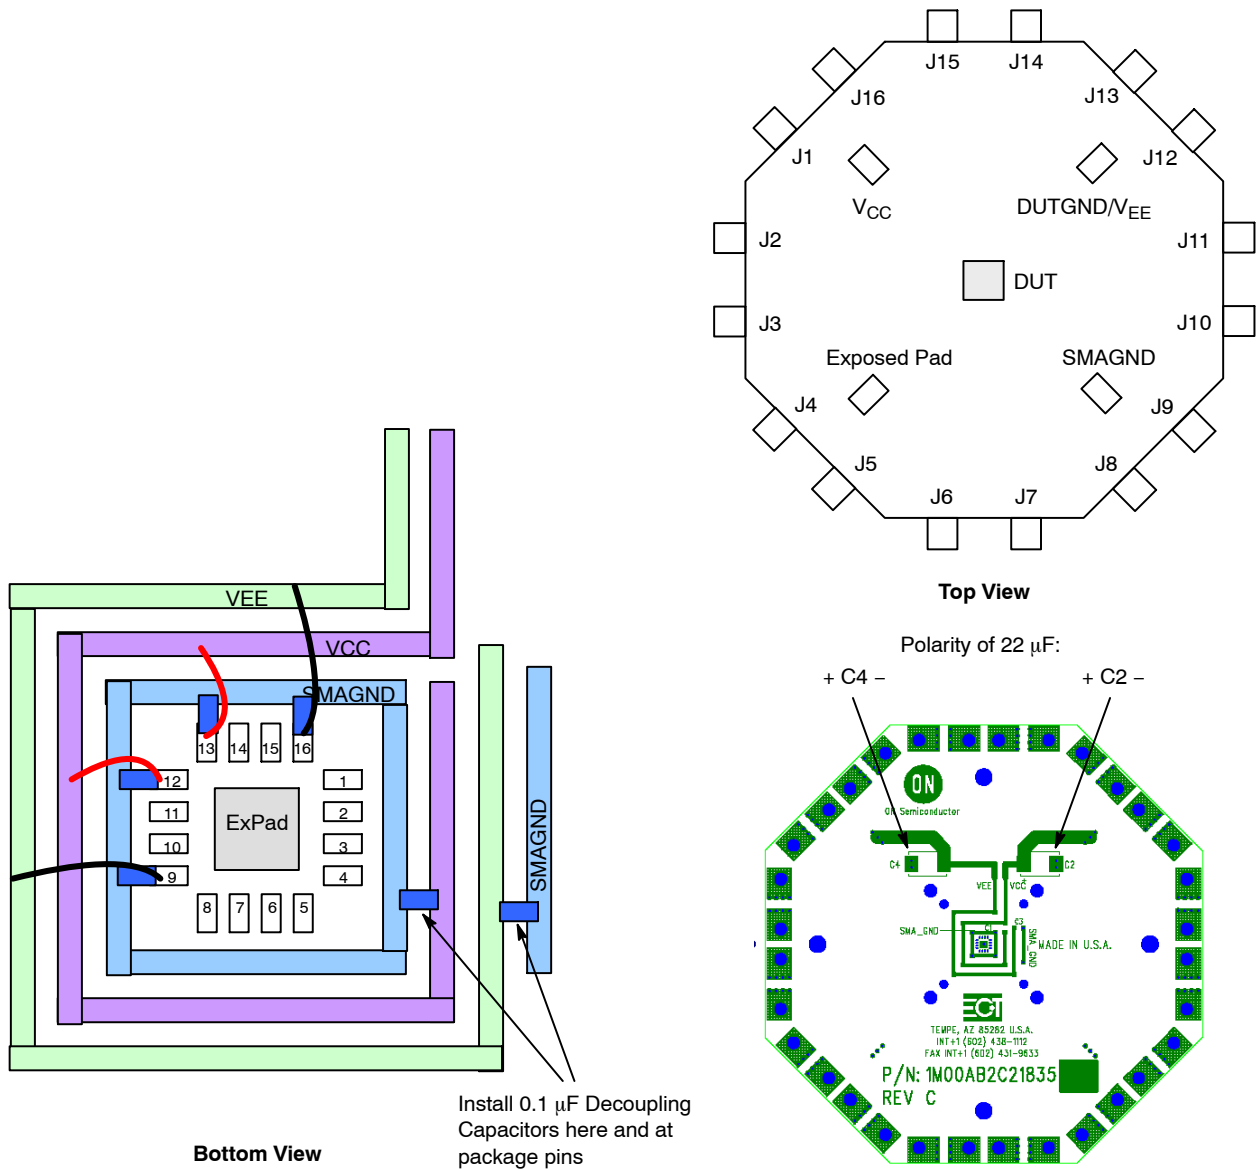 J15
J14
J16
J13
J1
J12
VCC
DUTGND/VEE
J2
J11
DUT
J3
J10
Exposed Pad
SMAGND
J4
J9
J5
J8
J6
J7
Top View
VEE
VCC
SMAGND
13
14
15
16
12
1
11
2
ExPad
10
3
9
4
8
7
6
5
SMAGND
Install 0.1 μF Decoupling
Capacitors here and at
package pins
Bottom View
Polarity of 22 μF:
+ C4 −
+ C2 −
ON
ON Semiconductor
C4
C2
VEE
VCC
+
SMA_GND
C1
C3
SMA_GND
MADE IN U.S.A.
ECT
TEMPE, AZ 85282 U.S.A.
INT+1 (602) 438-1112
FAX INT+1 (602) 431-9633
P/N: 1M00AB2C21835
REV C